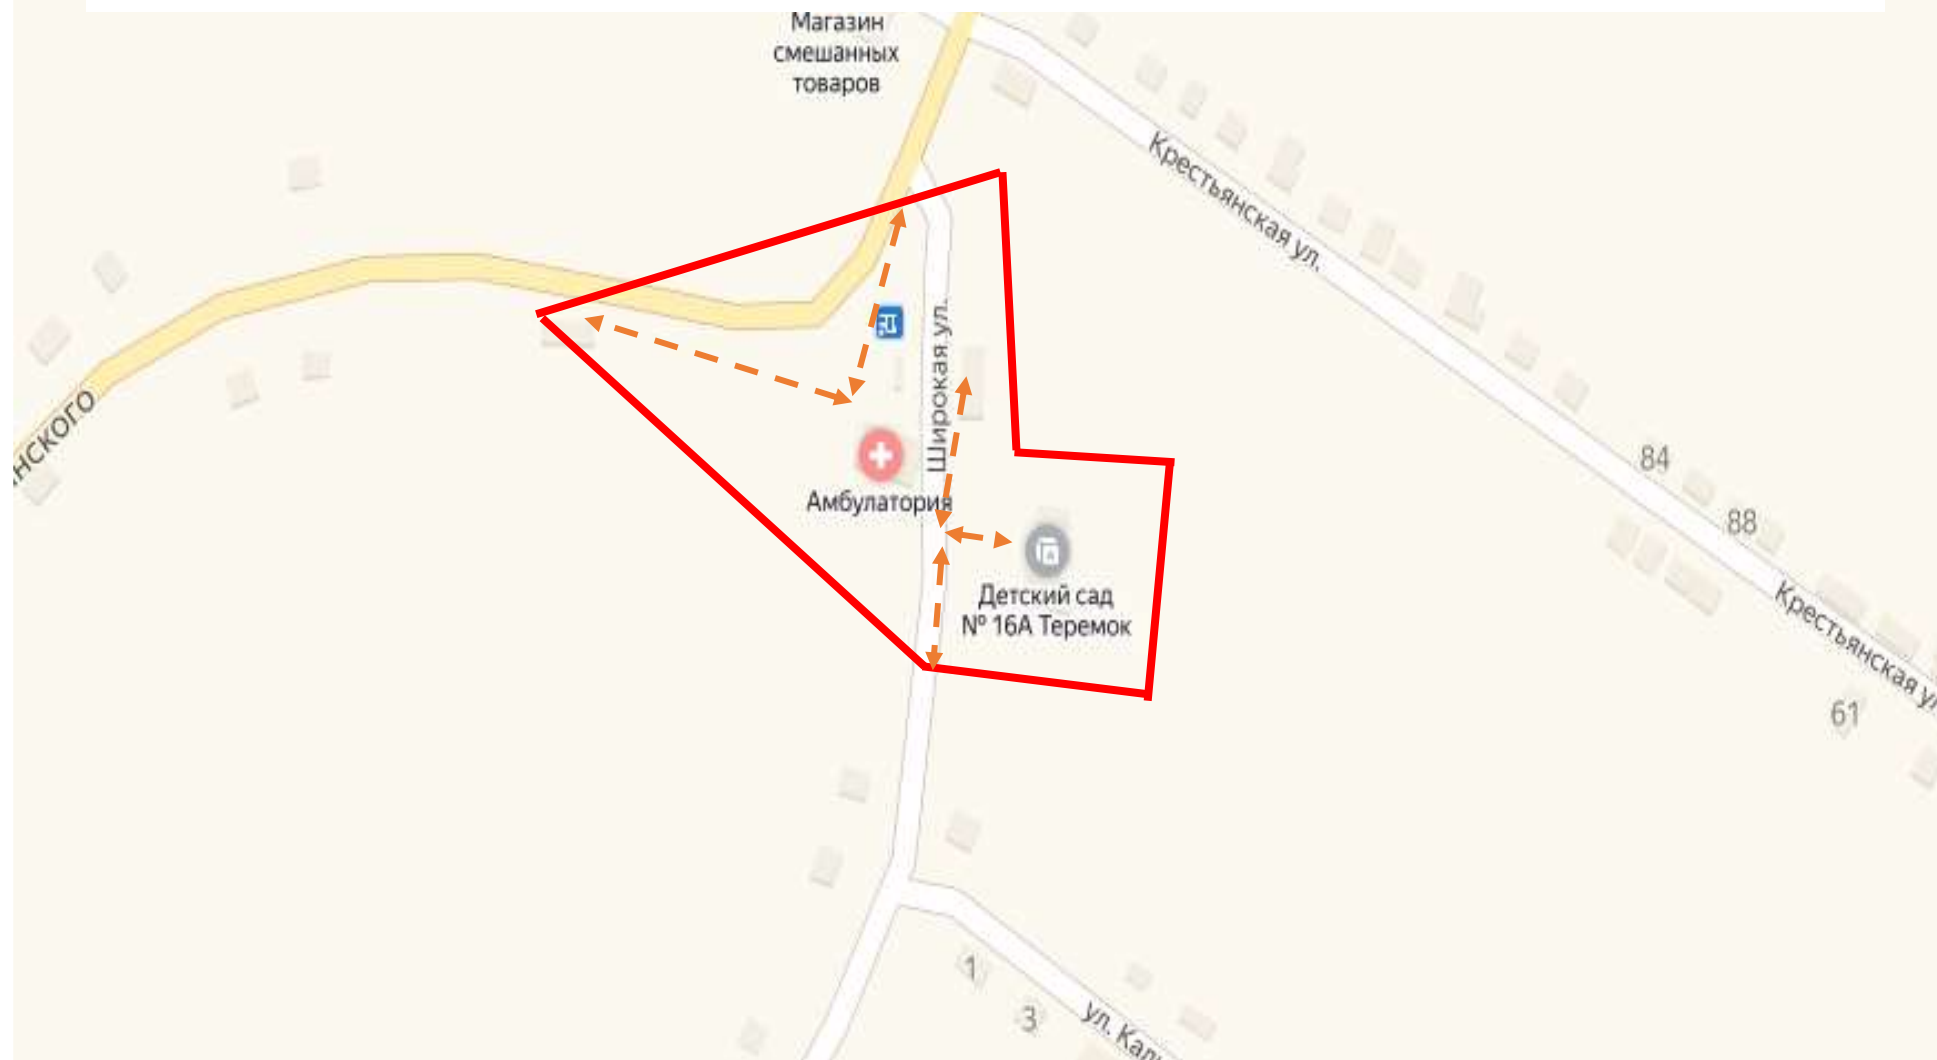 Магазин
смешанных
товаров
Крестьянская ул.
Широкая ул.
нского
Амбулатория
84
88
Детский сад
№ 16А Теремок
Крестьянская ул
61
1
3
ул. Кали